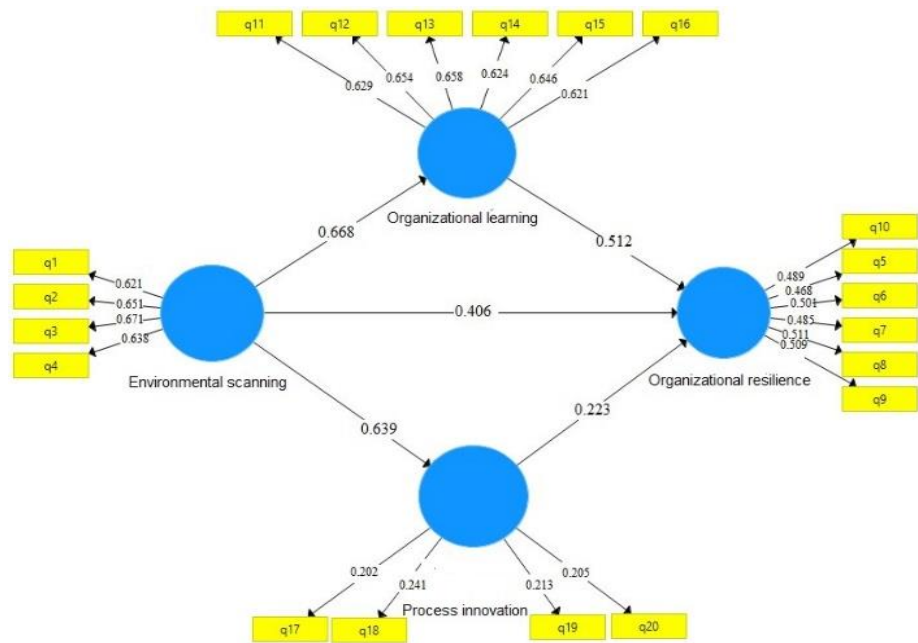 q11 q12 q13 q14 q15 q16
0.629 0.654 0.658 0.624 0.646 0.621
Organizational learning
0.668
0.512
q1
q2
q3
q4
0.621
0.651
0.671
0.638
Environmental scanning
0.406
q10
q5
q6
q7
q8
q9
0.489
0.468
0.501
0.485
0.511
0.509
Organizational resilience
0.639
0.223
0.202 0.241 0.213 0.205
Process innovation
q17 q18 q19 q20